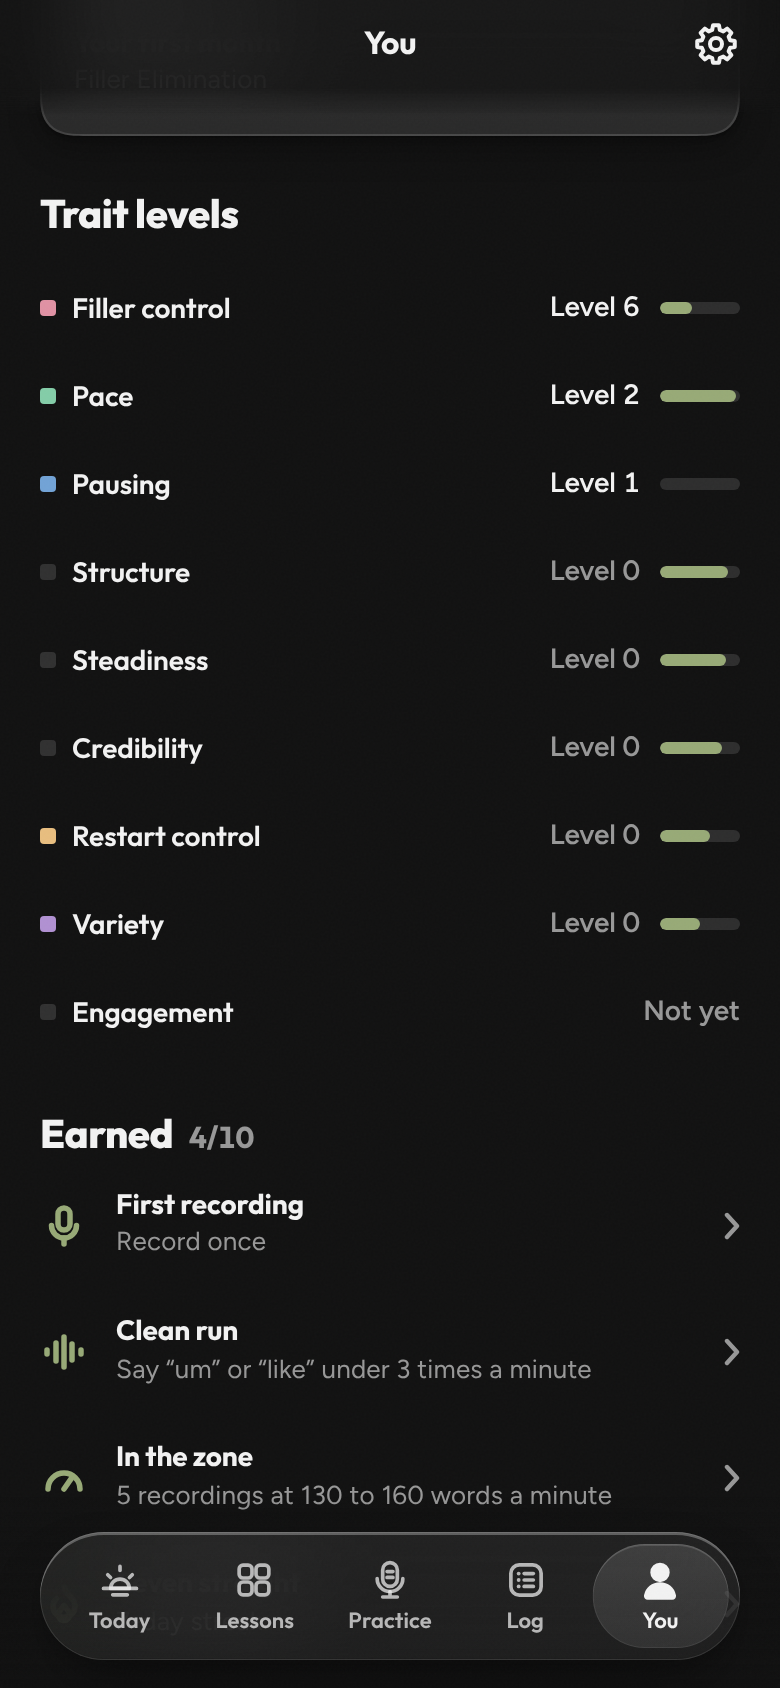 You
Filler Elimination
Trait levels
Filler control Level 6
Pace Level 2
Pausing Level 1
Structure Level 0
Steadiness Level 0
Credibility Level 0
Restart control Level 0
Variety Level 0
Engagement Not yet
Earned 4/10
First recording
Record once
Clean run
Say “um” or “like” under 3 times a minute
In the zone
5 recordings at 130 to 160 words a minute
Today Lessons Practice Log You